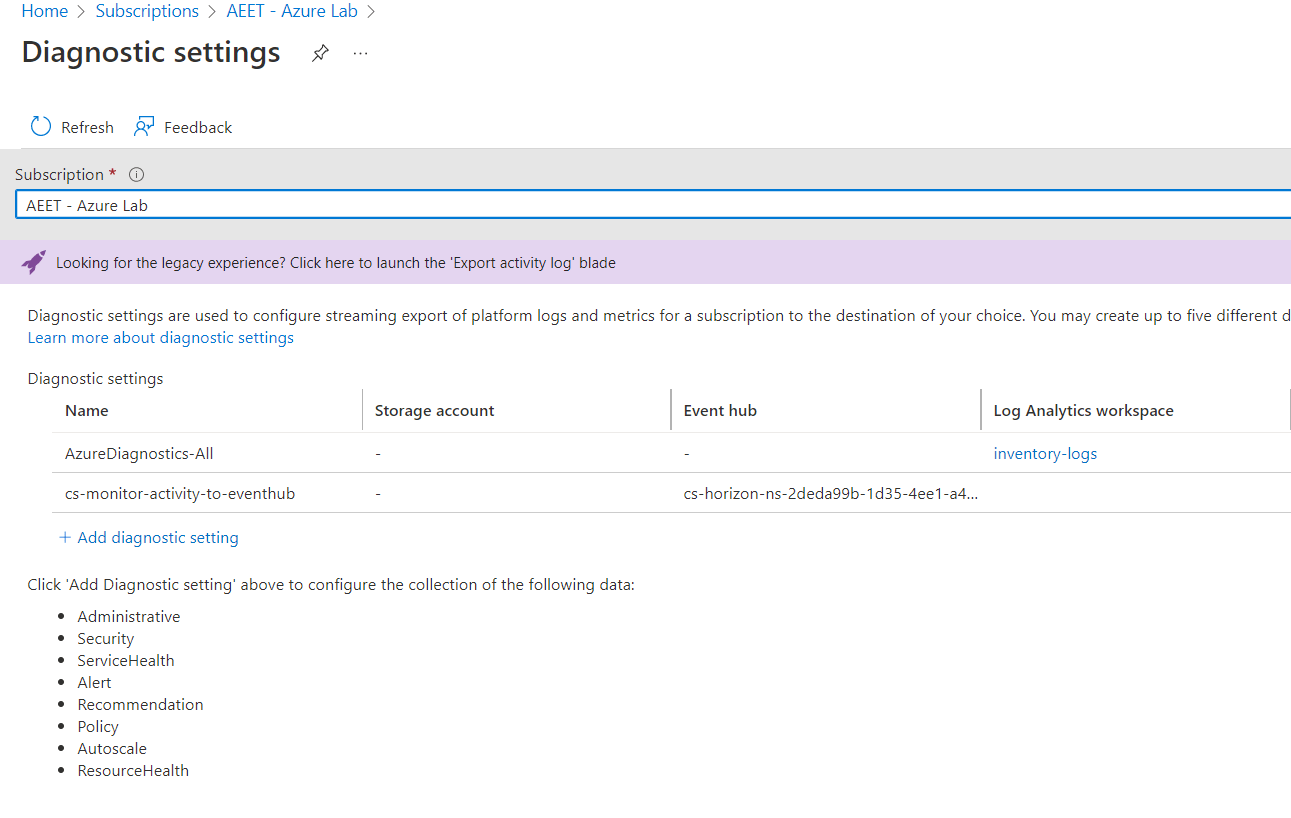 Home > Subscriptions > AEET - Azure Lab >
Diagnostic settings
Refresh Feedback
Subscription *
AEET - Azure Lab
Looking for the legacy experience? Click here to launch the 'Export activity log' blade
Diagnostic settings are used to configure streaming export of platform logs and metrics for a subscription to the destination of your choice. You may create up to five different d
Learn more about diagnostic settings
Diagnostic settings
Name Storage account Event hub Log Analytics workspace
AzureDiagnostics-All - - inventory-logs
cs-monitor-activity-to-eventhub - cs-horizon-ns-2deda99b-1d35-4ee1-a4...
+ Add diagnostic setting
Click 'Add Diagnostic setting' above to configure the collection of the following data:
• Administrative
• Security
• ServiceHealth
• Alert
• Recommendation
• Policy
• Autoscale
• ResourceHealth